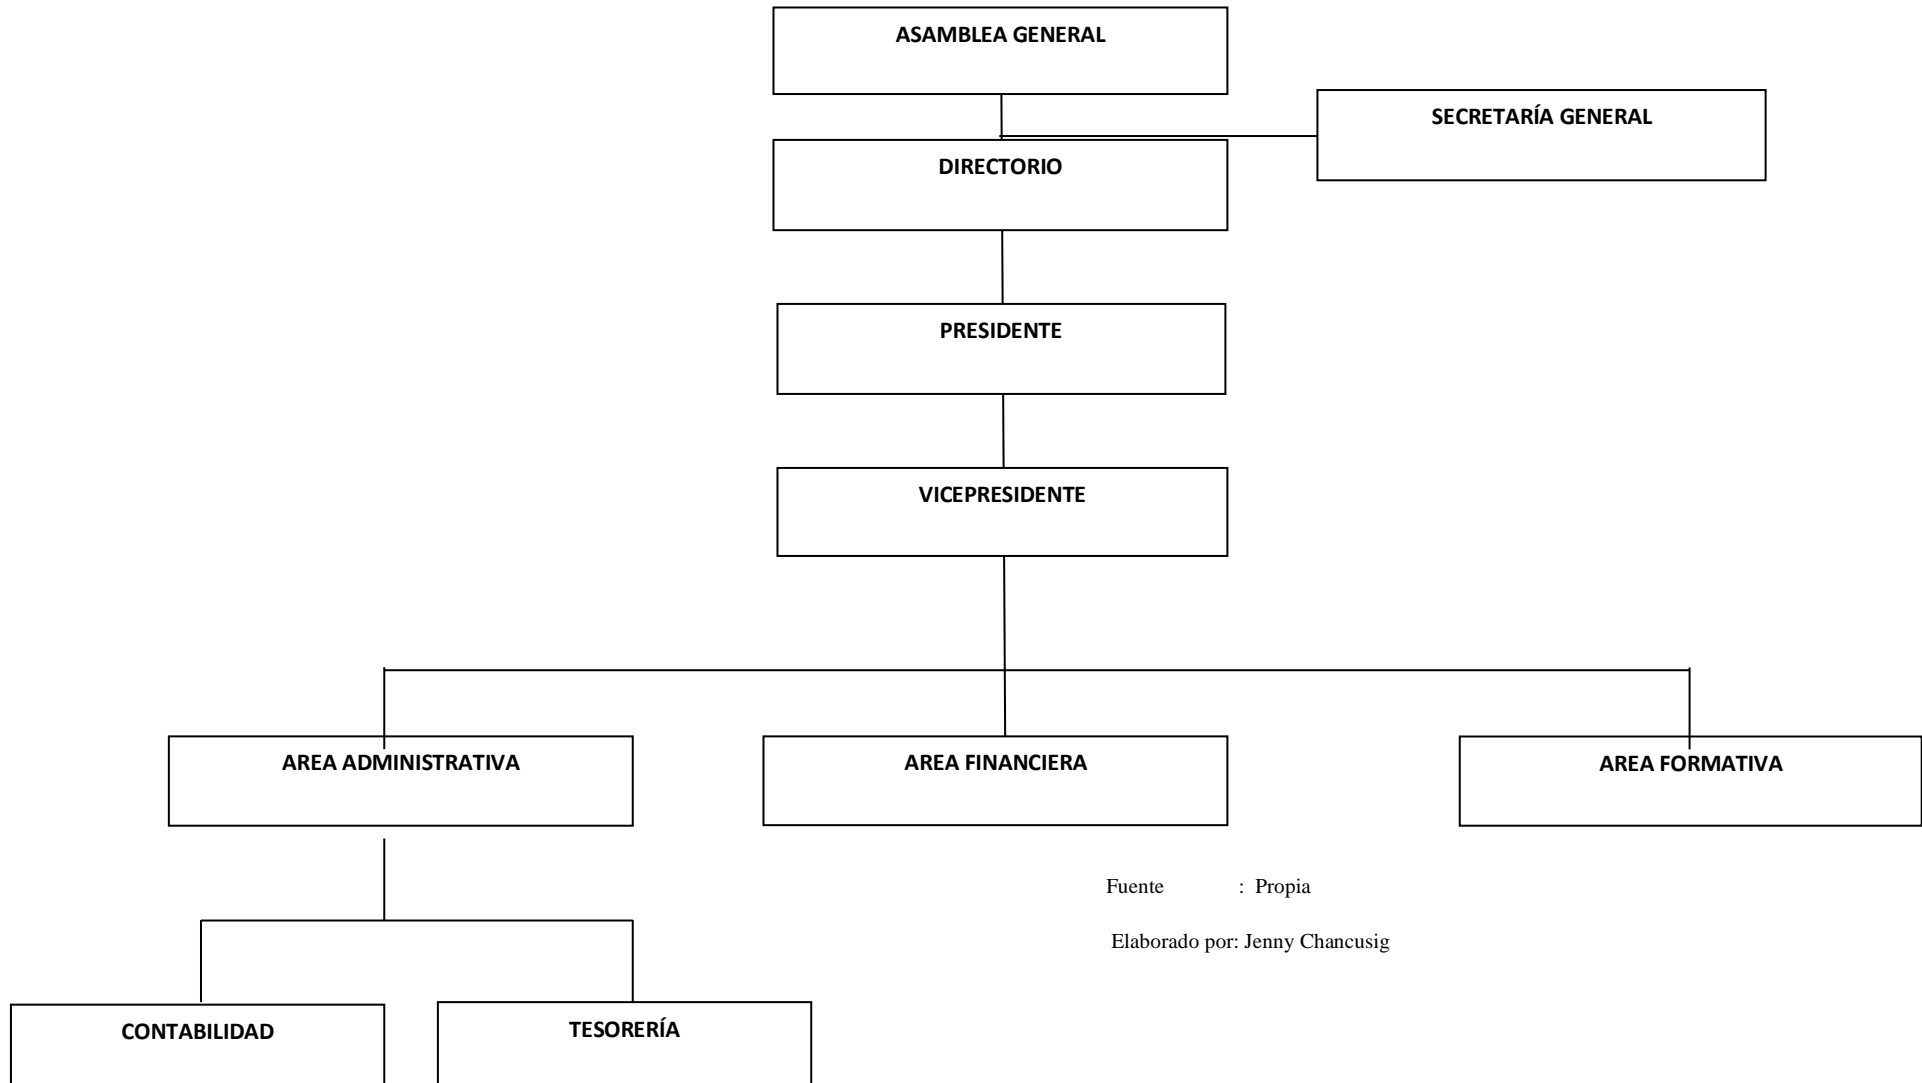 ASAMBLEA GENERAL
SECRETARÍA GENERAL
DIRECTORIO
PRESIDENTE
VICEPRESIDENTE
AREA ADMINISTRATIVA
AREA FINANCIERA
AREA FORMATIVA
Fuente : Propia
Elaborado por: Jenny Chancusig
CONTABILIDAD
TESORERÍA